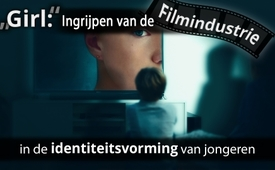 „Girl:“ Ingrijpen van de Filmindustrie
in de identiteitsvorming van jongeren